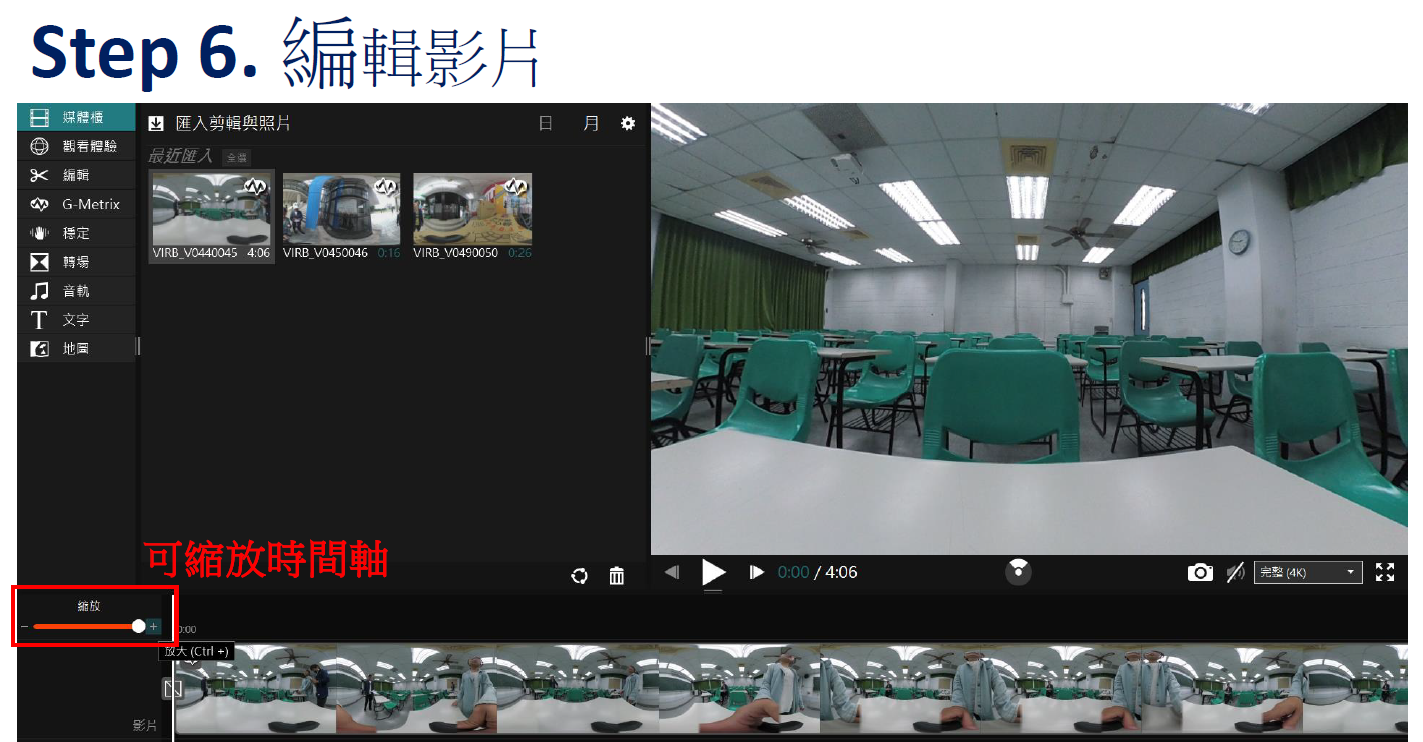 Step 6. 編輯影片
媒體櫃
觀看體驗
編輯
G-Metrix
穩定
轉場
音軌
文字
地圖
匯入剪輯與照片
日 月
最近匯入 全選
VIRB_V0440045 4:06
VIRB_V0450046 0:16
VIRB_V0490050 0:26
可縮放時間軸
0:00 / 4:06
完整 (4K)
縮放
0:00
放大 (Ctrl +)
影片